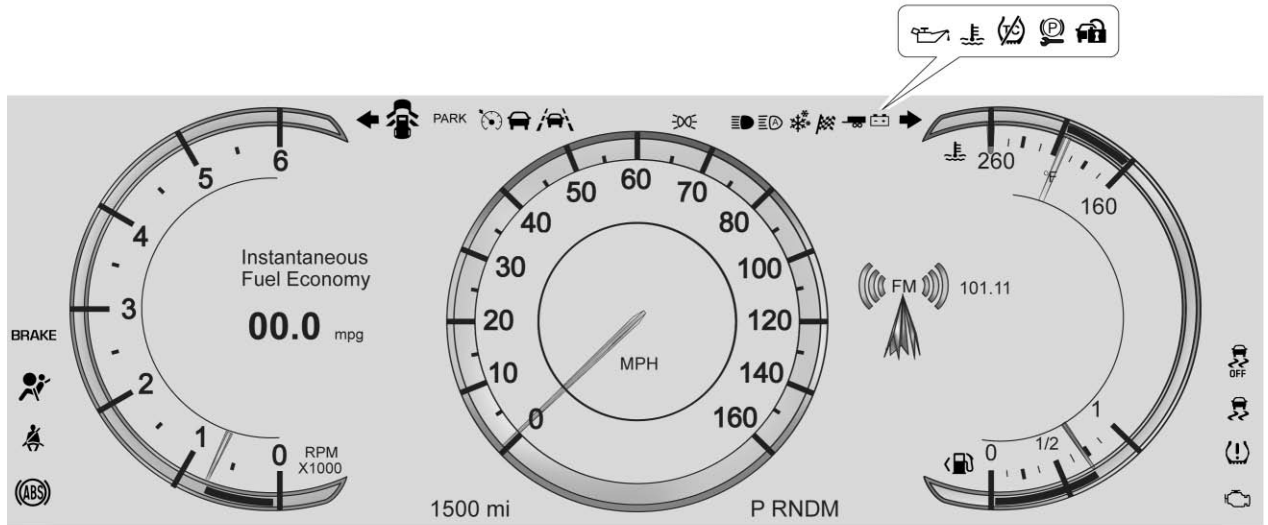 TC
P
PARK
A
6
5
4
3
2
1
0
RPM
X1000
Instantaneous
Fuel Economy
00.0 mpg
60
50
70
40
80
30
100
20
120
10
140
0
160
MPH
260
°F
160
FM
101.11
0
1/2
1
BRAKE
ABS
OFF
1500 mi
P RNDM